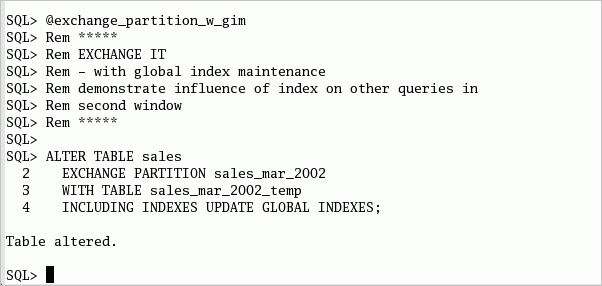 SQL> @exchange_partition_w_gim
SQL> Rem *****
SQL> Rem EXCHANGE IT
SQL> Rem - with global index maintenance
SQL> Rem demonstrate influence of index on other queries in
SQL> Rem second window
SQL> Rem *****
SQL>
SQL> ALTER TABLE sales
  2    EXCHANGE PARTITION sales_mar_2002
  3    WITH TABLE sales_mar_2002_temp
  4    INCLUDING INDEXES UPDATE GLOBAL INDEXES;
Table altered.
SQL>